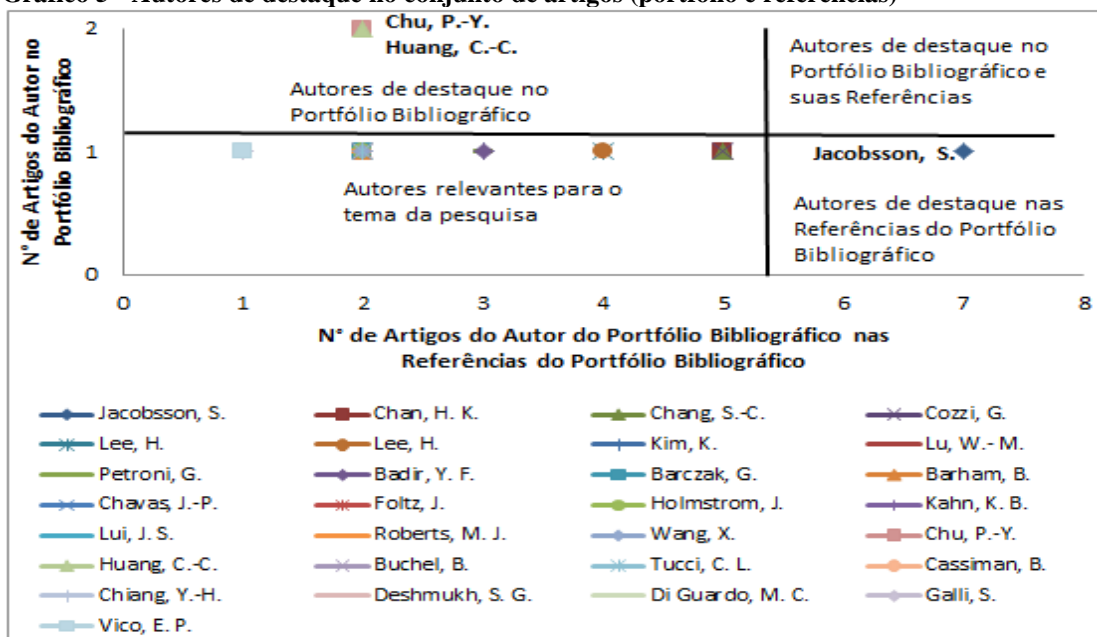 Gráfico 3 - Autores de destaque no conjunto de artigos (portfólio e referências)
N° de Artigos do Autor no
Portfólio Bibliográfico
2
1
0
Chu, P.-Y.
Huang, C.-C.
Autores de destaque no
Portfólio Bibliográfico
Autores de destaque no
Portfólio Bibliográfico e
suas Referências
Autores relevantes para o
tema da pesquisa
Jacobsson, S.
Autores de destaque nas
Referências do Portfólio
Bibliográfico
0 1 2 3 4 5 6 7 8
N° de Artigos do Autor do Portfólio Bibliográfico nas
Referências do Portfólio Bibliográfico
Jacobsson, S. Chan, H. K. Chang, S.-C. Cozzi, G.
Lee, H. Lee, H. Kim, K. Lu, W.- M.
Petroni, G. Badir, Y. F. Barczak, G. Barham, B.
Chavas, J.-P. Foltz, J. Holmstrom, J. Kahn, K. B.
Lui, J. S. Roberts, M. J. Wang, X. Chu, P.-Y.
Huang, C.-C. Buchel, B. Tucci, C. L. Cassiman, B.
Chiang, Y.-H. Deshmukh, S. G. Di Guardo, M. C. Galli, S.
Vico, E. P.